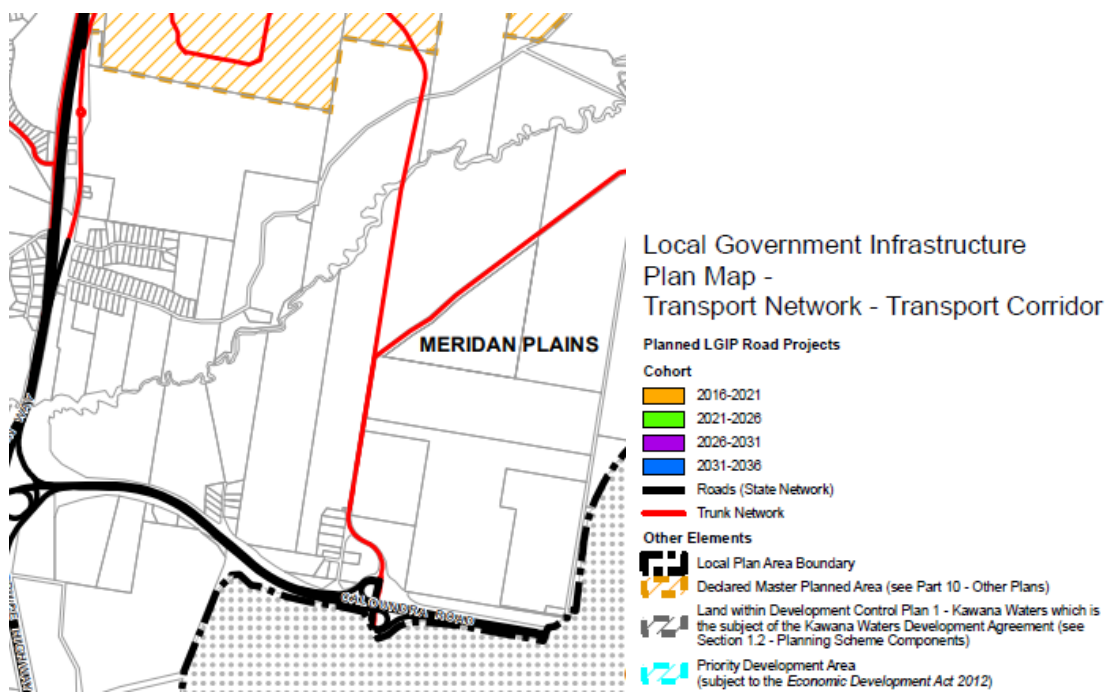 MERIDAN PLAINS
WAY
CALOUNDRA ROAD
Local Government Infrastructure
Plan Map -
Transport Network - Transport Corridor
Planned LGIP Road Projects
Cohort
2016-2021
2021-2026
2026-2031
2031-2036
Roads (State Network)
Trunk Network
Other Elements
Local Plan Area Boundary
Declared Master Planned Area (see Part 10 - Other Plans)
Land within Development Control Plan 1 - Kawana Waters which is
the subject of the Kawana Waters Development Agreement (see
Section 1.2 - Planning Scheme Components)
Priority Development Area
(subject to the Economic Development Act 2012)